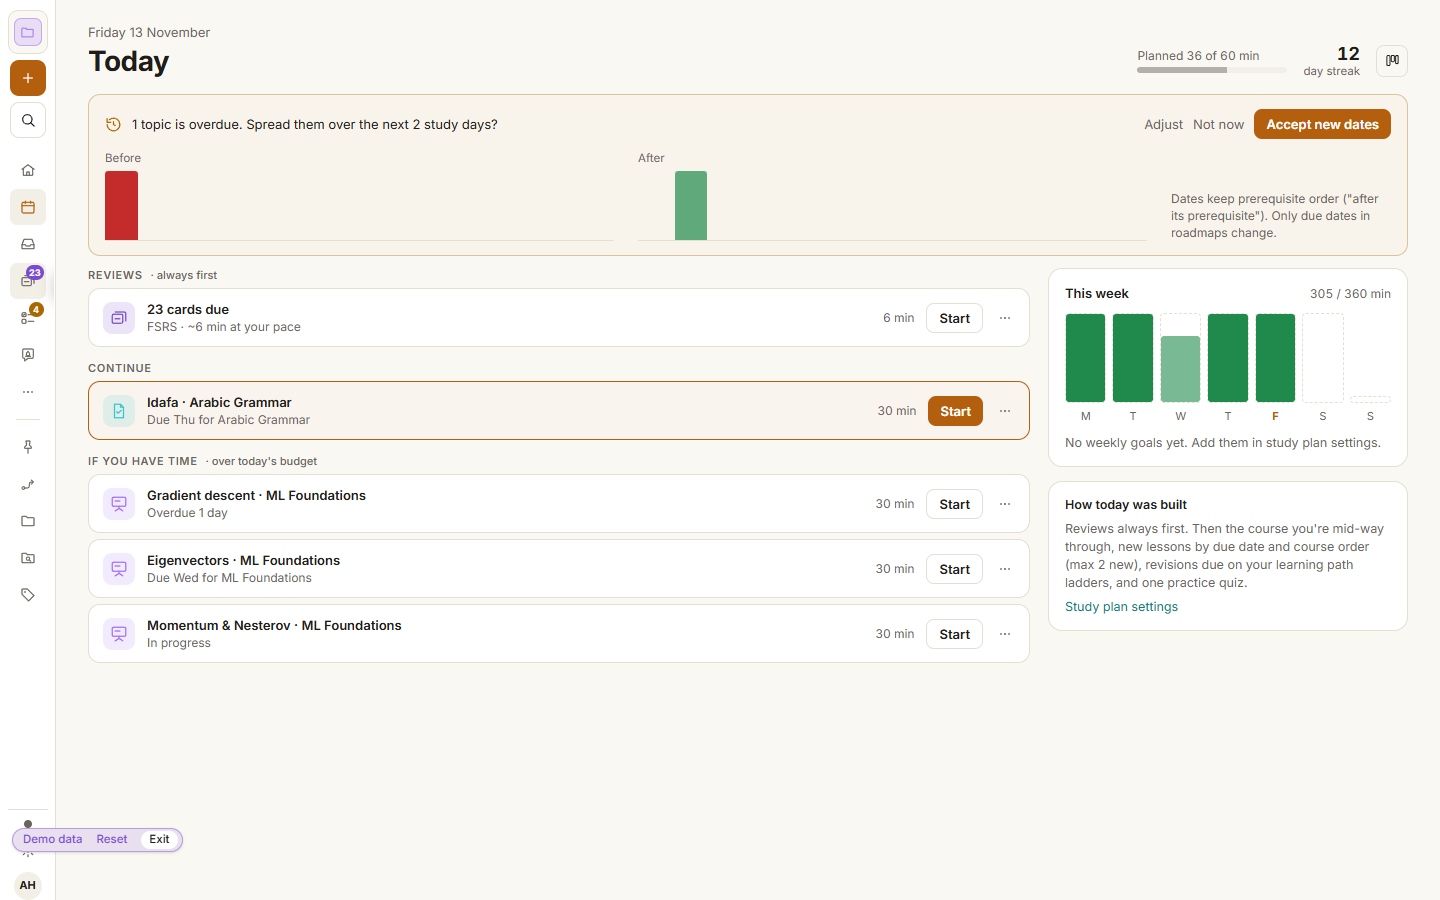 Friday 13 November
Today
Planned 36 of 60 min
12
day streak
1 topic is overdue. Spread them over the next 2 study days?
Adjust
Not now
Accept new dates
Before
After
Dates keep prerequisite order ("after
its prerequisite"). Only due dates in
roadmaps change.
23
4
REVIEWS · always first
23 cards due
FSRS · ~6 min at your pace
6 min
Start
CONTINUE
Idafa · Arabic Grammar
Due Thu for Arabic Grammar
30 min
Start
IF YOU HAVE TIME · over today's budget
Gradient descent · ML Foundations
Overdue 1 day
30 min
Start
Eigenvectors · ML Foundations
Due Wed for ML Foundations
30 min
Start
Momentum & Nesterov · ML Foundations
In progress
30 min
Start
This week
305 / 360 min
M T W T F S S
No weekly goals yet. Add them in study plan settings.
How today was built
Reviews always first. Then the course you're mid-way
through, new lessons by due date and course order
(max 2 new), revisions due on your learning path
ladders, and one practice quiz.
Study plan settings
Demo data Reset Exit
AH